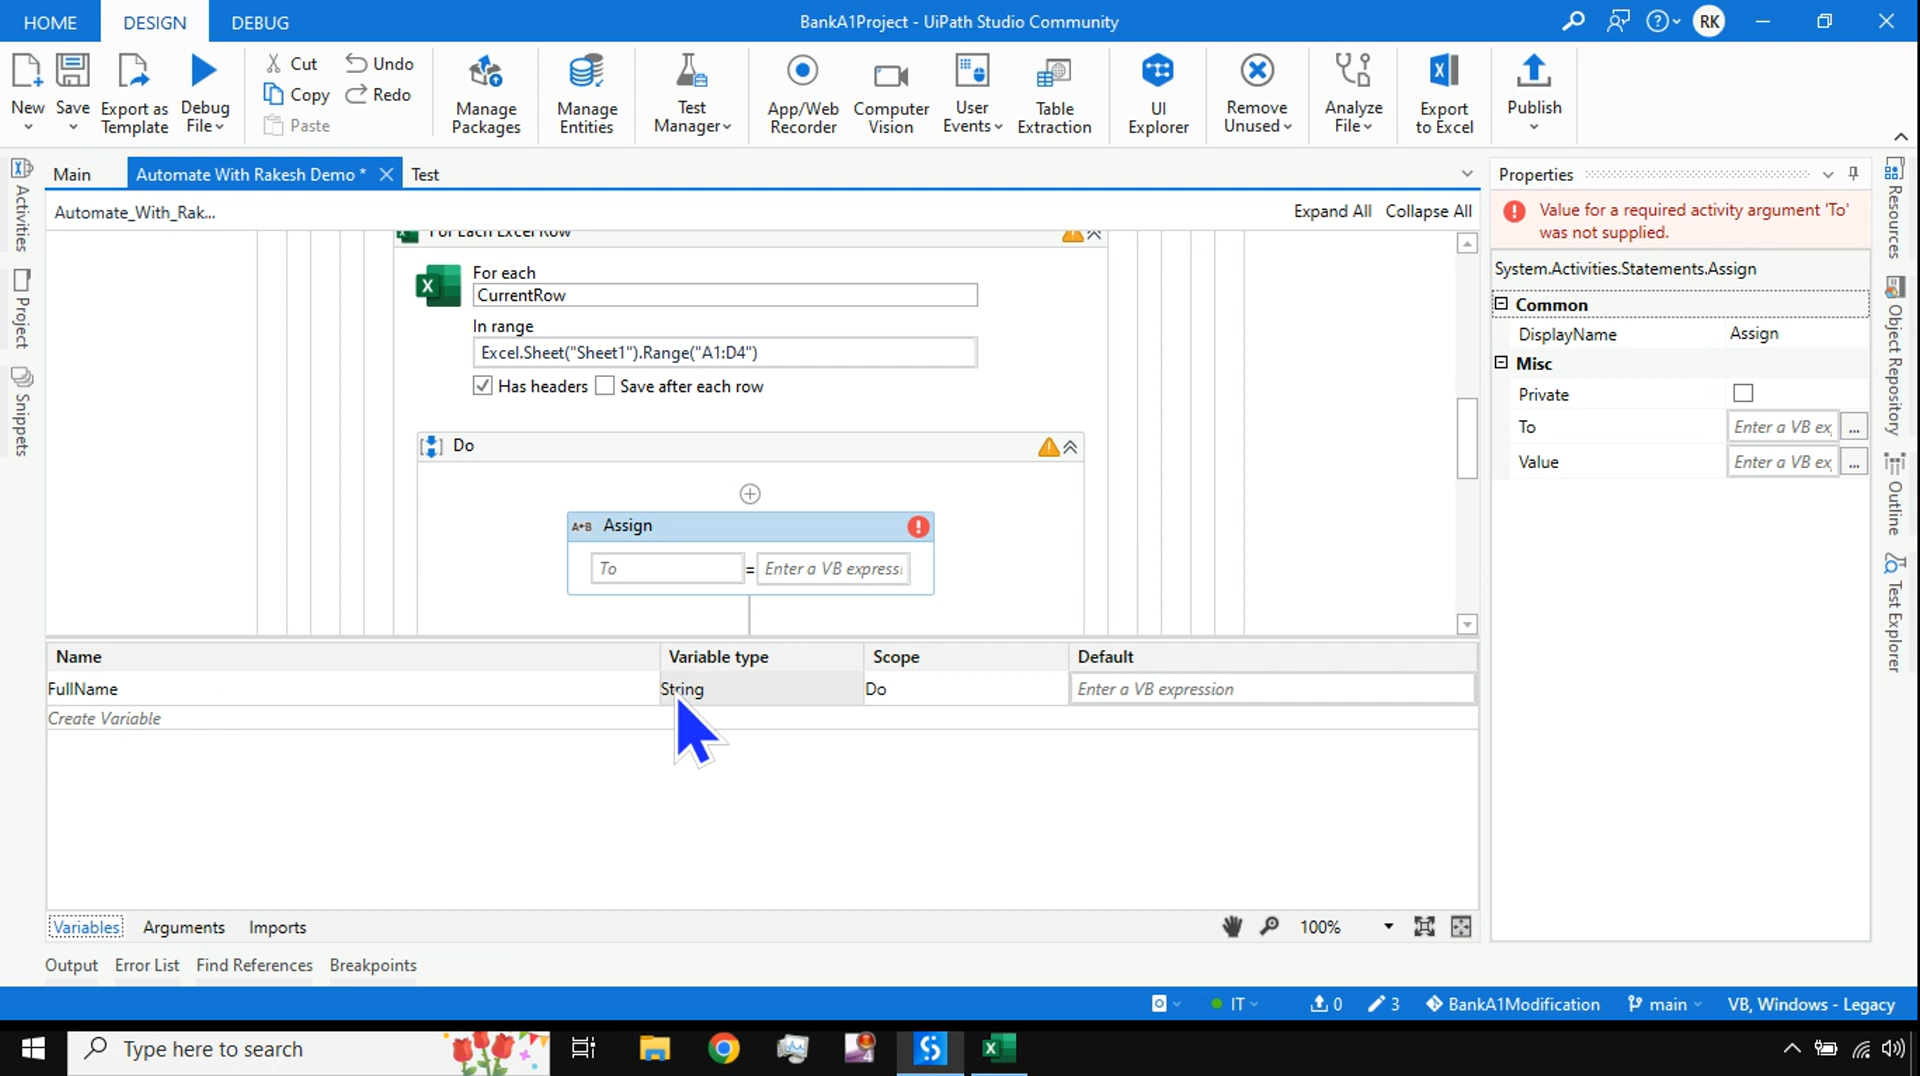 HOME DESIGN DEBUG BankA1Project - UiPath Studio Community RK
New Save Export as Template Debug File Cut Copy Paste Undo Redo Manage Packages Manage Entities Test Manager App/Web Recorder Computer Vision User Events Table Extraction UI Explorer Remove Unused Analyze File Export to Excel Publish
Main Automate With Rakesh Demo * Test
Automate_With_Rak... Expand All Collapse All
For Each Excel Row
For each
CurrentRow
In range
Excel.Sheet("Sheet1").Range("A1:D4")
Has headers Save after each row
Do
A+B Assign
To = Enter a VB express
Name Variable type Scope Default
FullName String Do Enter a VB expression
Create Variable
Variables Arguments Imports 100%
Output Error List Find References Breakpoints
Activities
Project
Snippets
Properties
Value for a required activity argument 'To'
was not supplied.
System.Activities.Statements.Assign
Common
DisplayName Assign
Misc
Private
To Enter a VB ex ...
Value Enter a VB ex ...
Resources
Object Repository
Outline
Test Explorer
IT 0 3 BankA1Modification main VB, Windows - Legacy
Type here to search